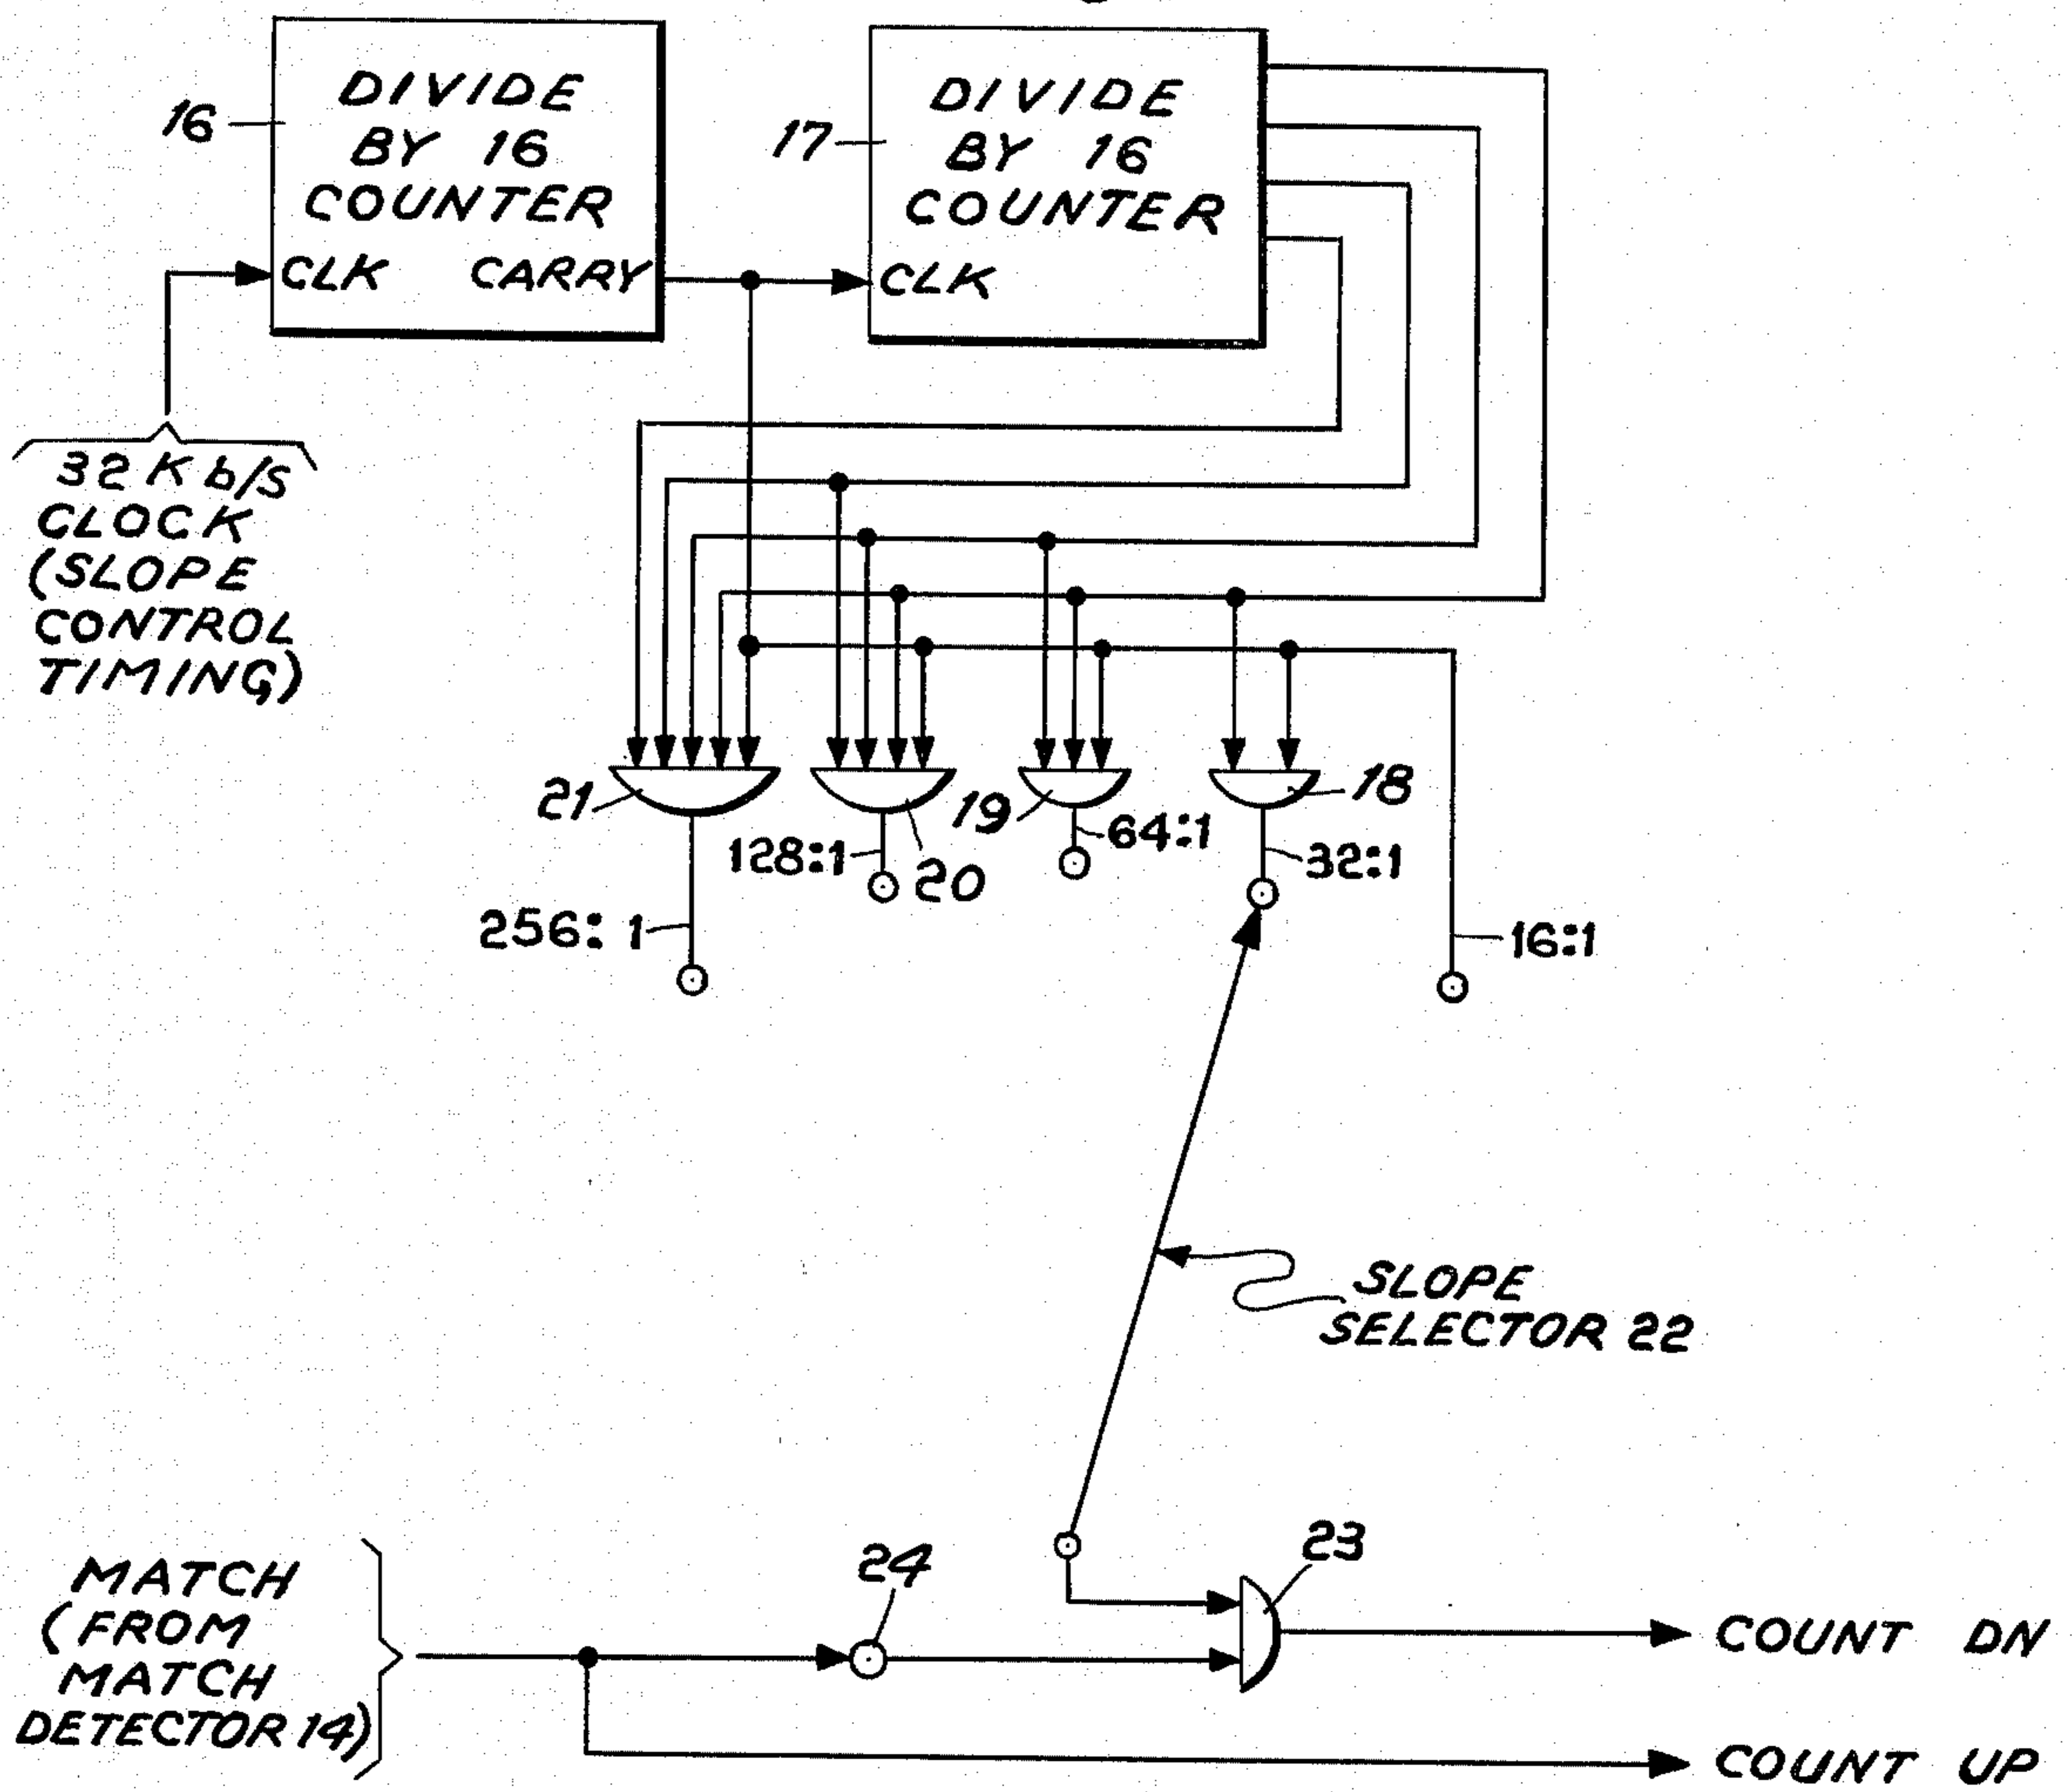 16
DIVIDE
BY 16
COUNTER
CLK CARRY
17
DIVIDE
BY 16
COUNTER
CLK
32 K b/S
CLOCK
(SLOPE
CONTROL
TIMING)
21
20
19
18
256:1
128:1
64:1
32:1
16:1
SLOPE
SELECTOR 22
MATCH
(FROM
MATCH
DETECTOR 14)
24
23
COUNT DN
COUNT UP